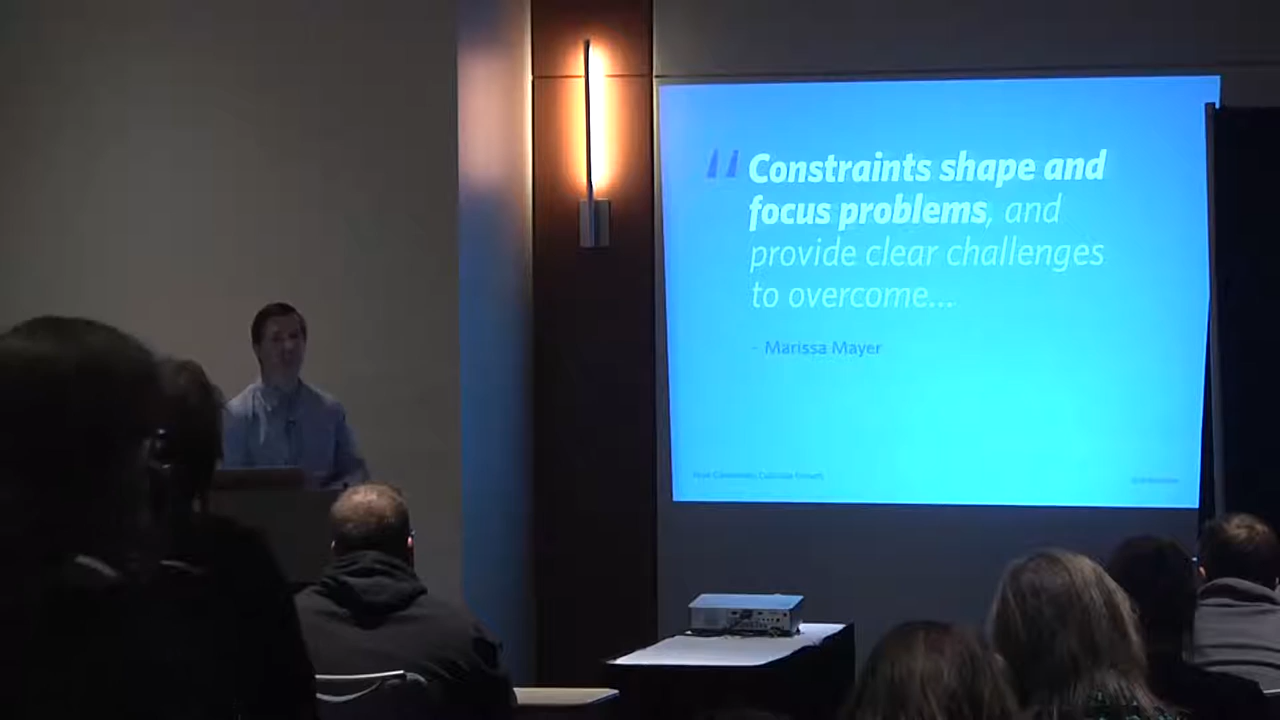 " Constraints shape and
focus problems, and
provide clear challenges
to overcome...
- Marissa Mayer